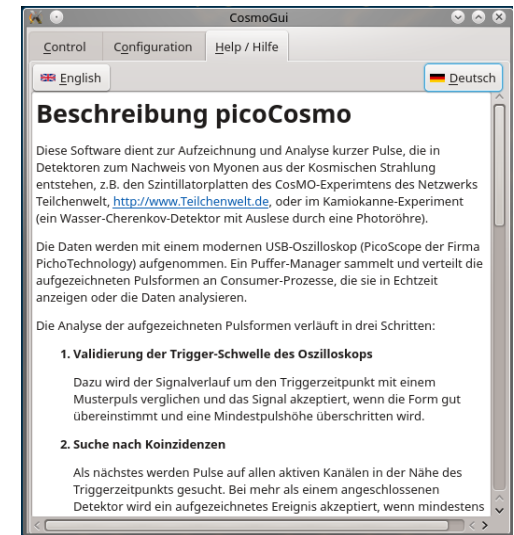 CosmoGui
Control Configuration Help / Hilfe
English Deutsch
Beschreibung picoCosmo
Diese Software dient zur Aufzeichnung und Analyse kurzer Pulse, die in
Detektoren zum Nachweis von Myonen aus der Kosmischen Strahlung
entstehen, z.B. den Szintillatorplatten des CosMO-Experimtens des Netzwerks
Teilchenwelt, http://www.Teilchenwelt.de, oder im Kamiokanne-Experiment
(ein Wasser-Cherenkov-Detektor mit Auslese durch eine Photoröhre).
Die Daten werden mit einem modernen USB-Oszilloskop (PicoScope der Firma
PichoTechnology) aufgenommen. Ein Puffer-Manager sammelt und verteilt die
aufgezeichneten Pulsformen an Consumer-Prozesse, die sie in Echtzeit
anzeigen oder die Daten analysieren.
Die Analyse der aufgezeichneten Pulsformen verläuft in drei Schritten:
1. Validierung der Trigger-Schwelle des Oszilloskops
Dazu wird der Signalverlauf um den Triggerzeitpunkt mit einem
Musterpuls verglichen und das Signal akzeptiert, wenn die Form gut
übereinstimmt und eine Mindestpulshöhe überschritten wird.
2. Suche nach Koinzidenzen
Als nächstes werden Pulse auf allen aktiven Kanälen in der Nähe des
Triggerzeitpunkts gesucht. Bei mehr als einem angeschlossenen
Detektor wird ein aufgezeichnetes Ereignis akzeptiert, wenn mindestens